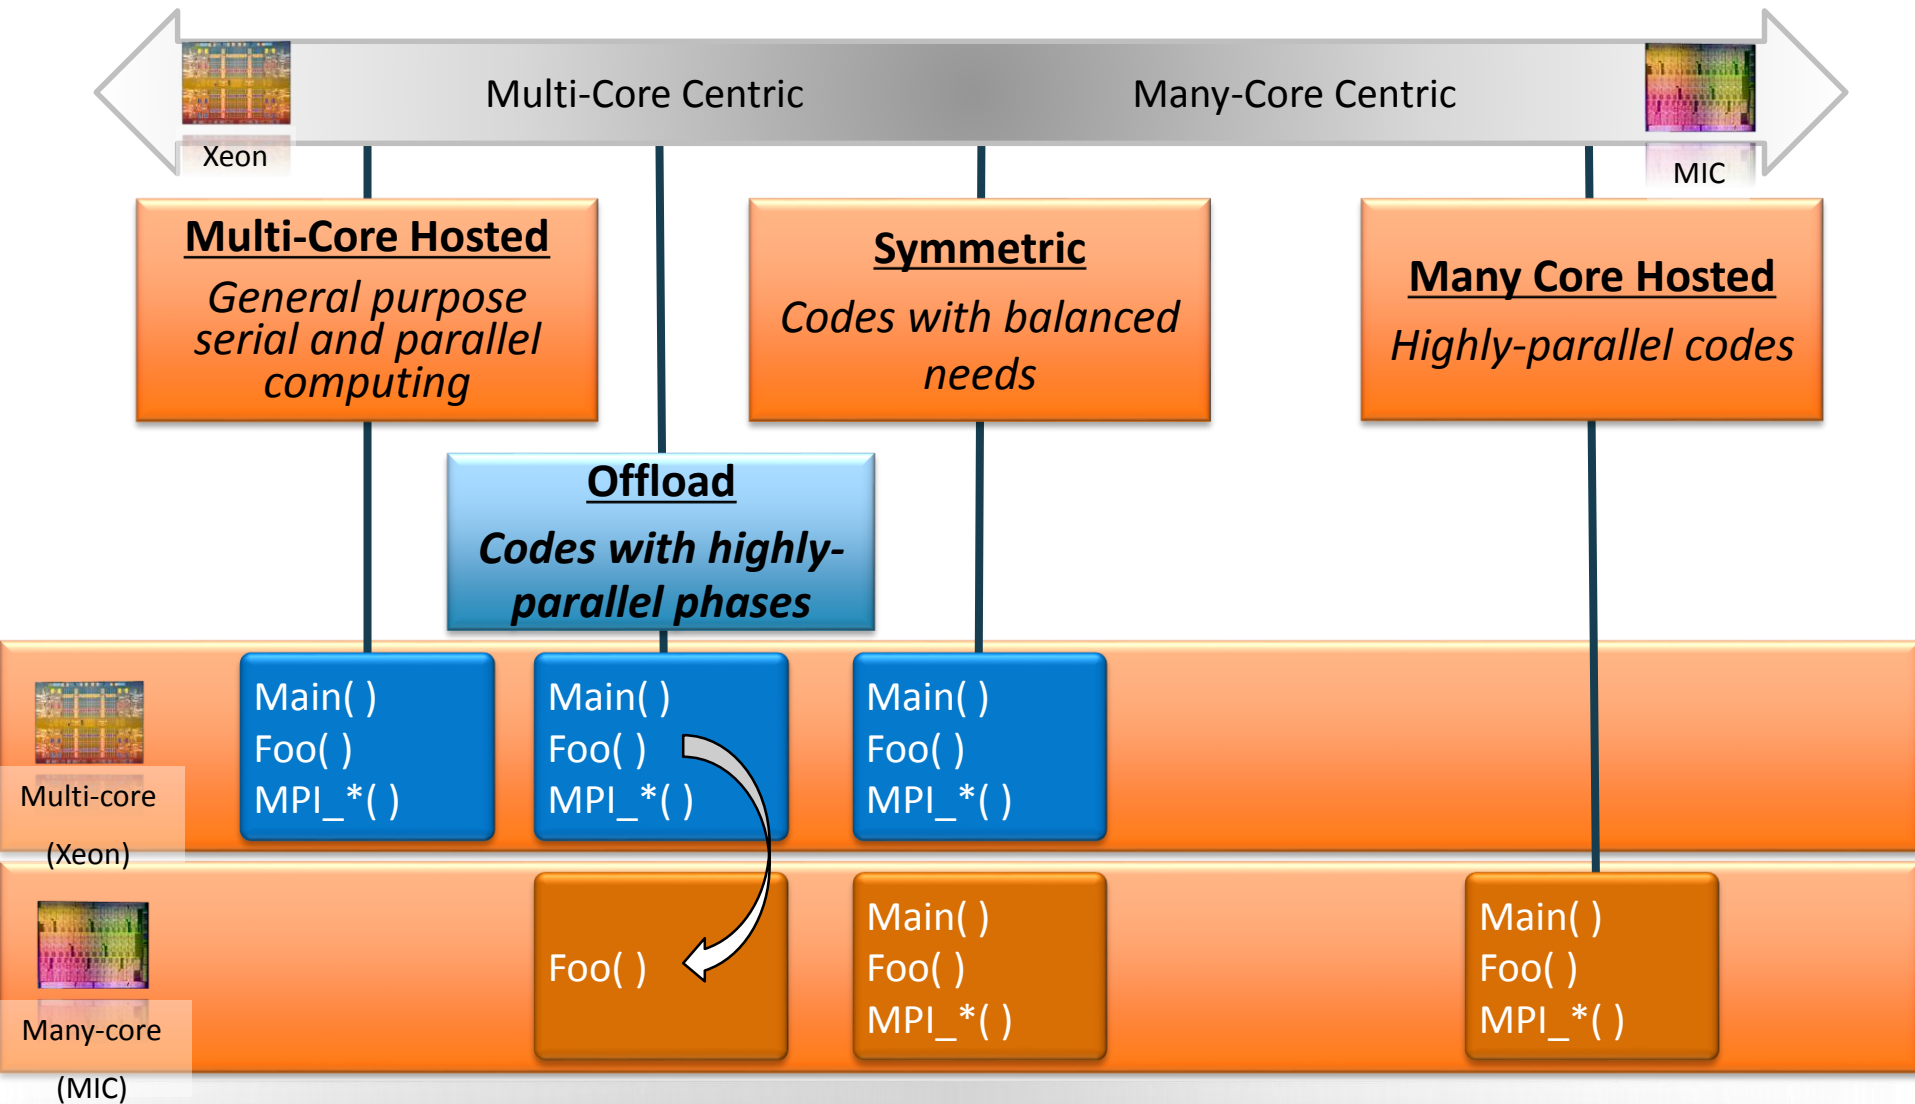 Multi-Core Centric
Many-Core Centric
Xeon
MIC
Multi-Core Hosted
General purpose
serial and parallel
computing
Symmetric
Codes with balanced
needs
Many Core Hosted
Highly-parallel codes
Offload
Codes with highly-
parallel phases
Multi-core
(Xeon)
Main( )
Foo( )
MPI_*( )
Main( )
Foo( )
MPI_*( )
Main( )
Foo( )
MPI_*( )
Many-core
(MIC)
Foo( )
Main( )
Foo( )
MPI_*( )
Main( )
Foo( )
MPI_*( )